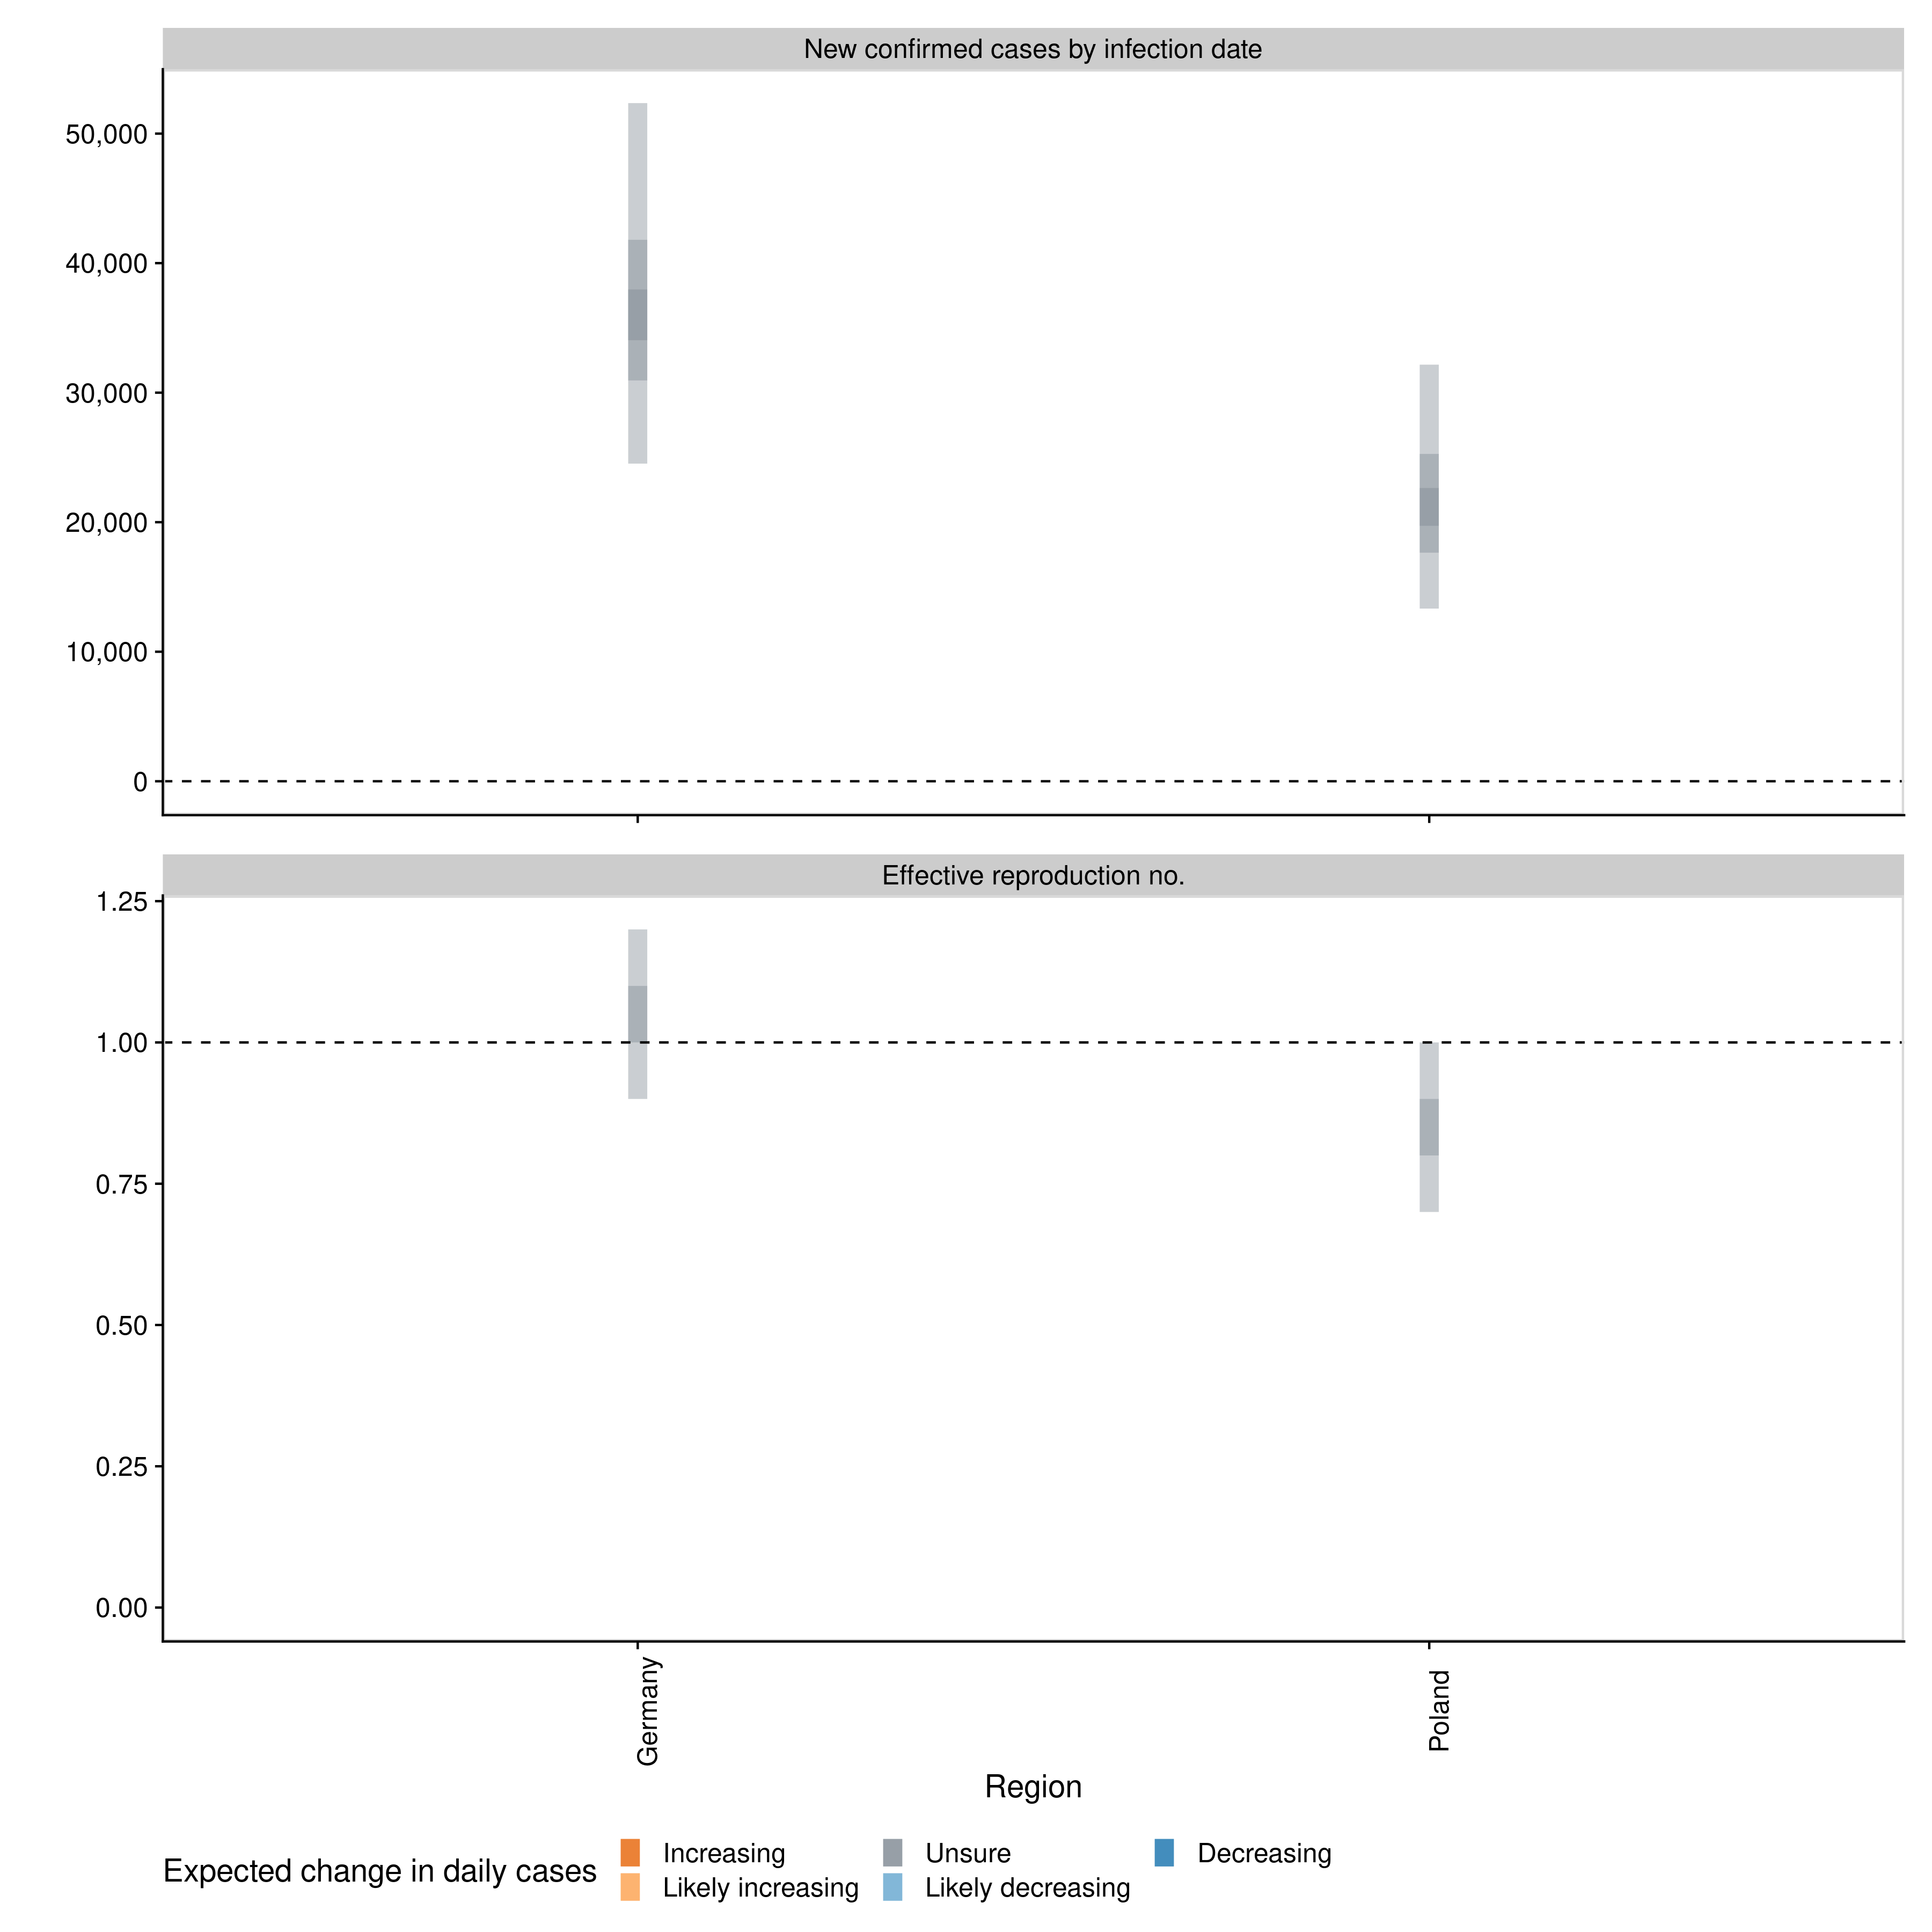 New confirmed cases by infection date
50,000
40,000
30,000
20,000
10,000
0
Effective reproduction no.
1.25
1.00
0.75
0.50
0.25
0.00
Germany
Poland
Region
Expected change in daily cases
Increasing
Likely increasing
Unsure
Likely decreasing
Decreasing